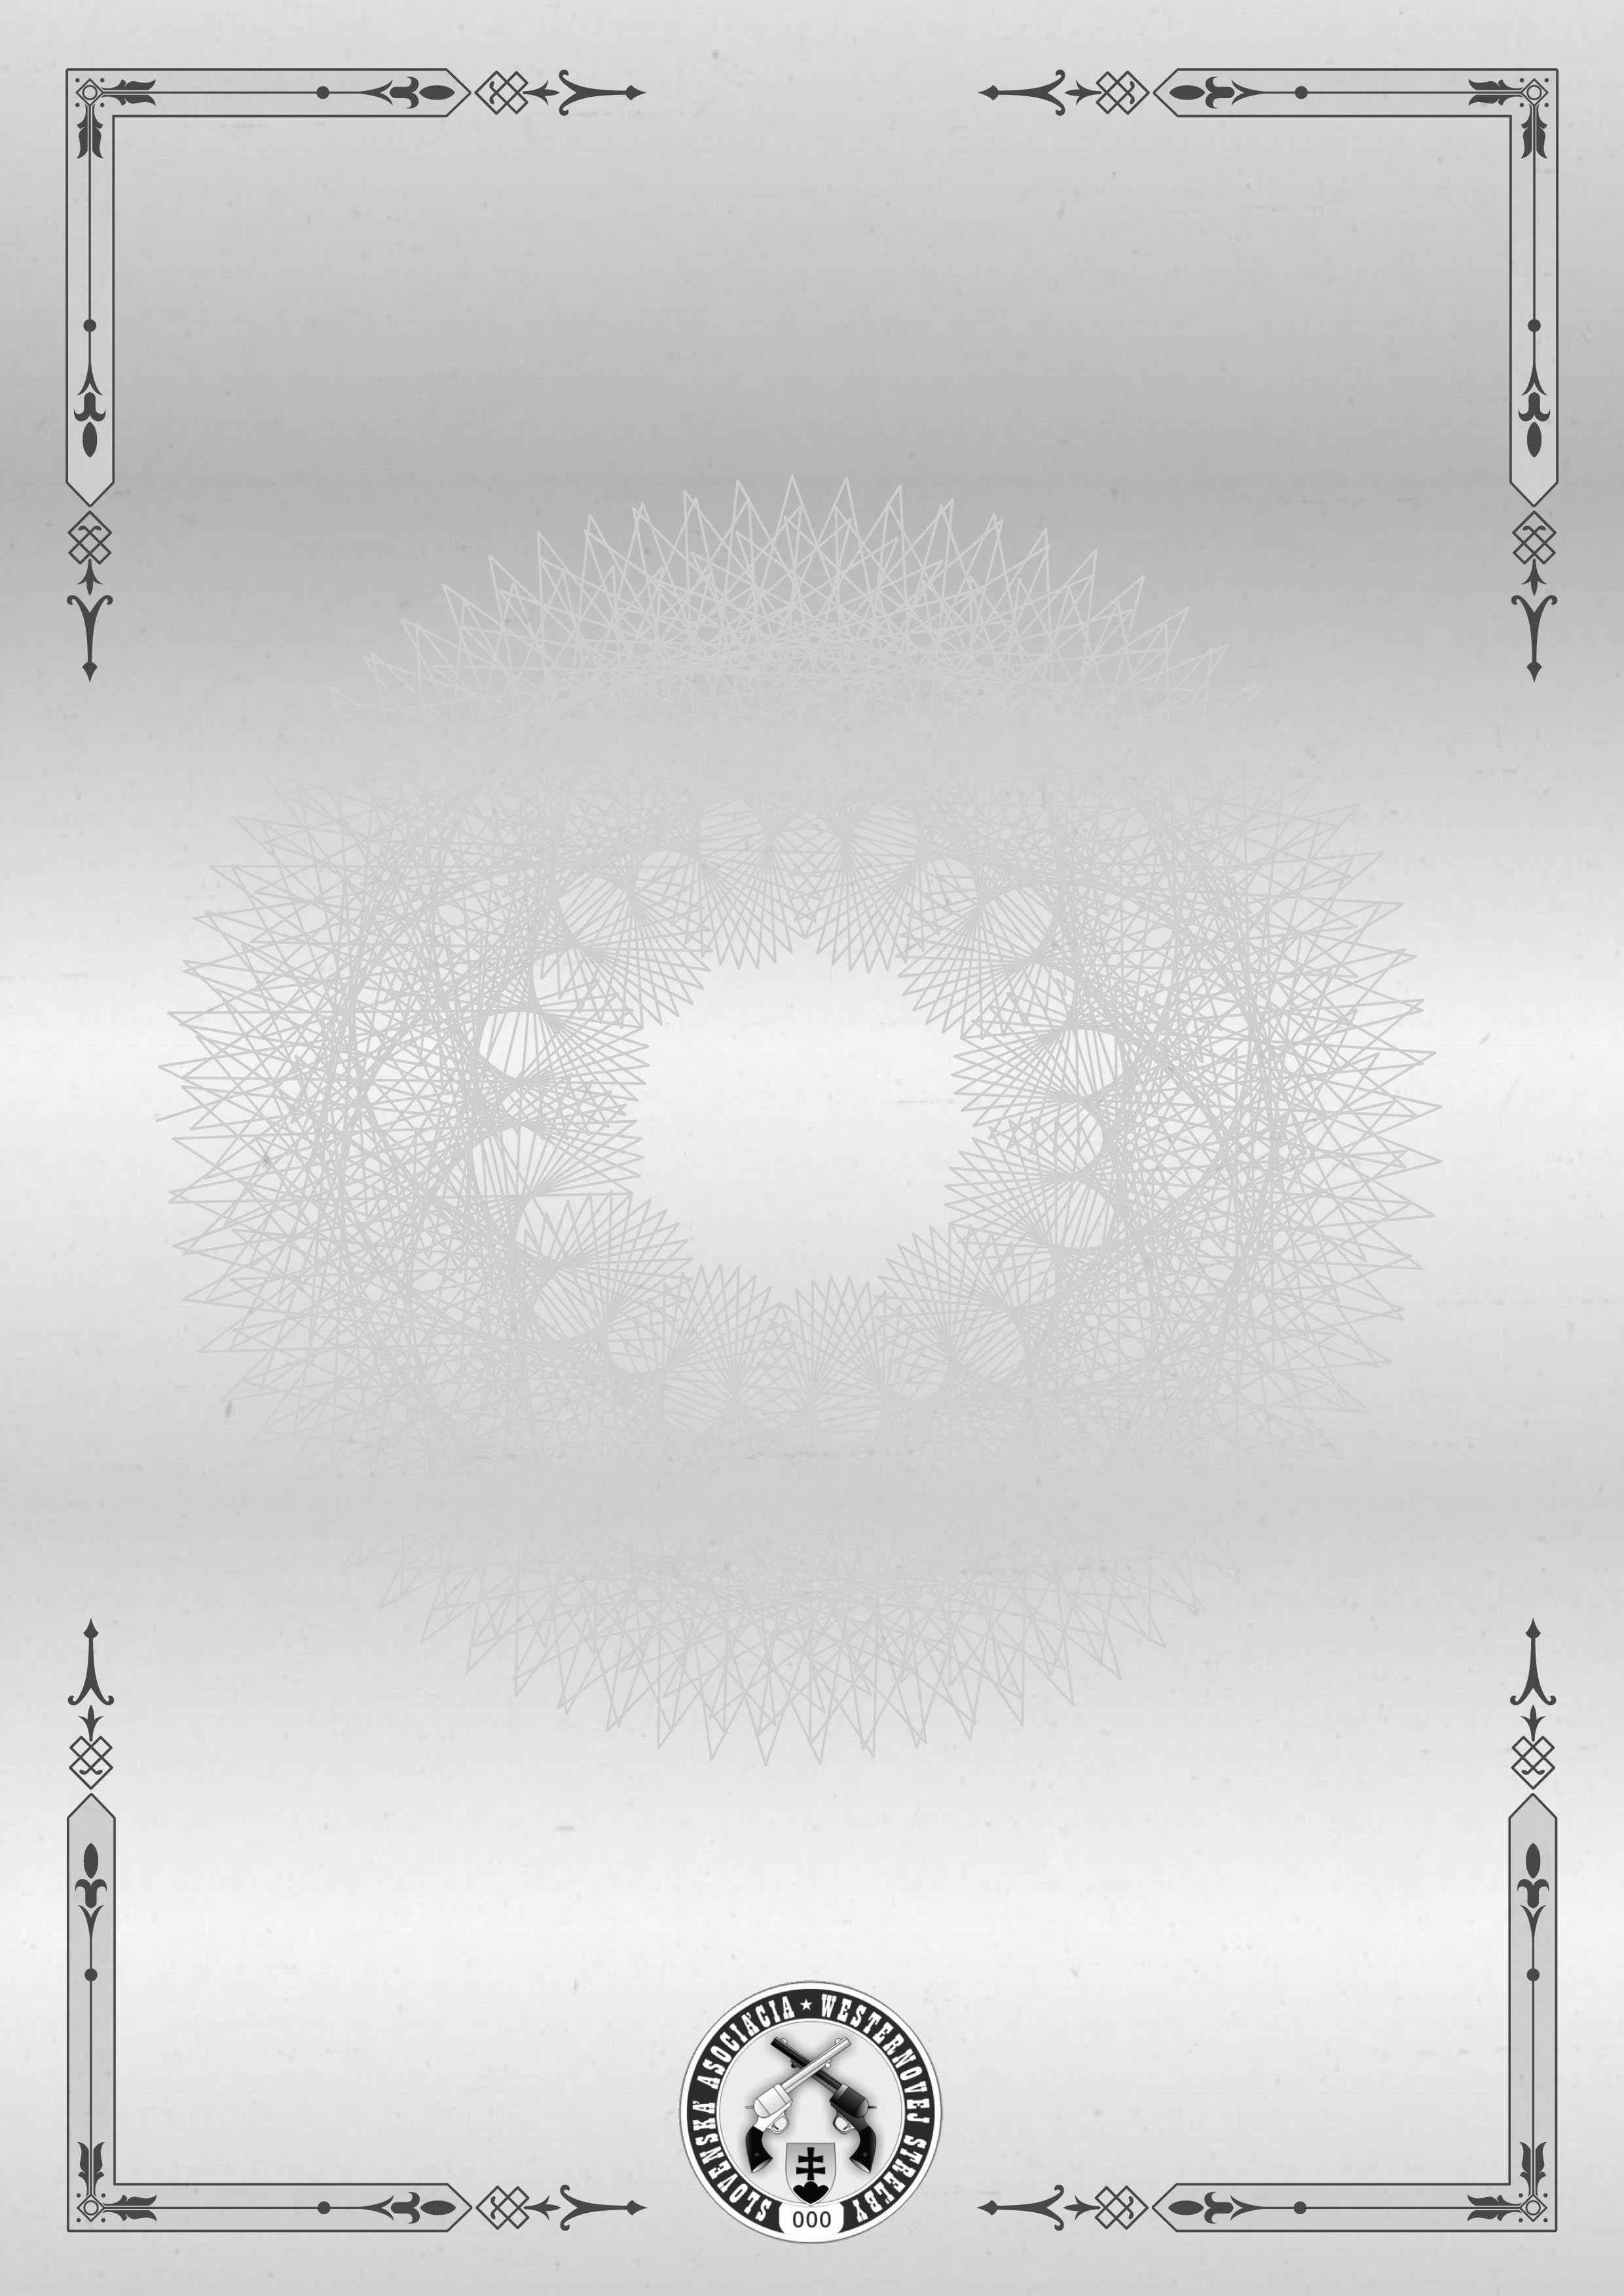 SLOVENSKÁ ASOCIÁCIA ★ WESTERNOVEJ STREĽBY
000